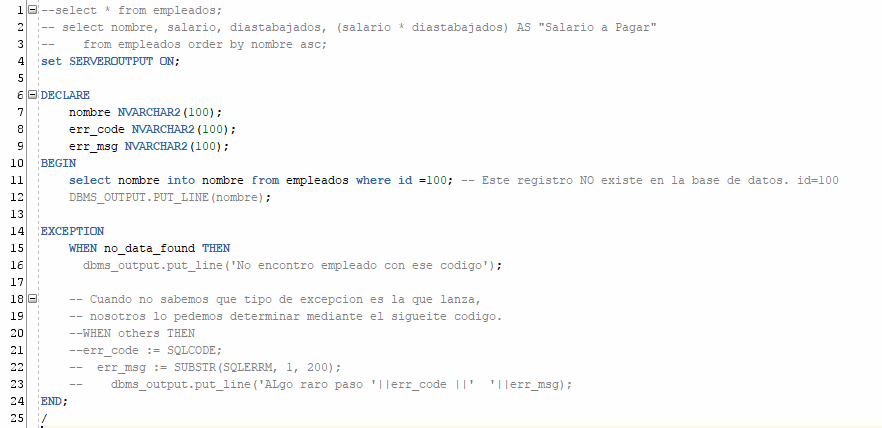 1 --select * from empleados;
2 -- select nombre, salario, diastabajados, (salario * diastabajados) AS "Salario a Pagar"
3 --    from empleados order by nombre asc;
4 set SERVEROUTPUT ON;
5
6 DECLARE
7     nombre NVARCHAR2(100);
8     err_code NVARCHAR2(100);
9     err_msg NVARCHAR2(100);
10 BEGIN
11     select nombre into nombre from empleados where id =100; -- Este registro NO existe en la base de datos. id=100
12     DBMS_OUTPUT.PUT_LINE(nombre);
13
14 EXCEPTION
15     WHEN no_data_found THEN
16       dbms_output.put_line('No encontro empleado con ese codigo');
17
18     -- Cuando no sabemos que tipo de excepcion es la que lanza,
19     -- nosotros lo pedemos determinar mediante el sigueite codigo.
20     --WHEN others THEN
21     --err_code := SQLCODE;
22     --  err_msg := SUBSTR(SQLERRM, 1, 200);
23     --    dbms_output.put_line('ALgo raro paso '||err_code ||'  '||err_msg);
24 END;
25 /